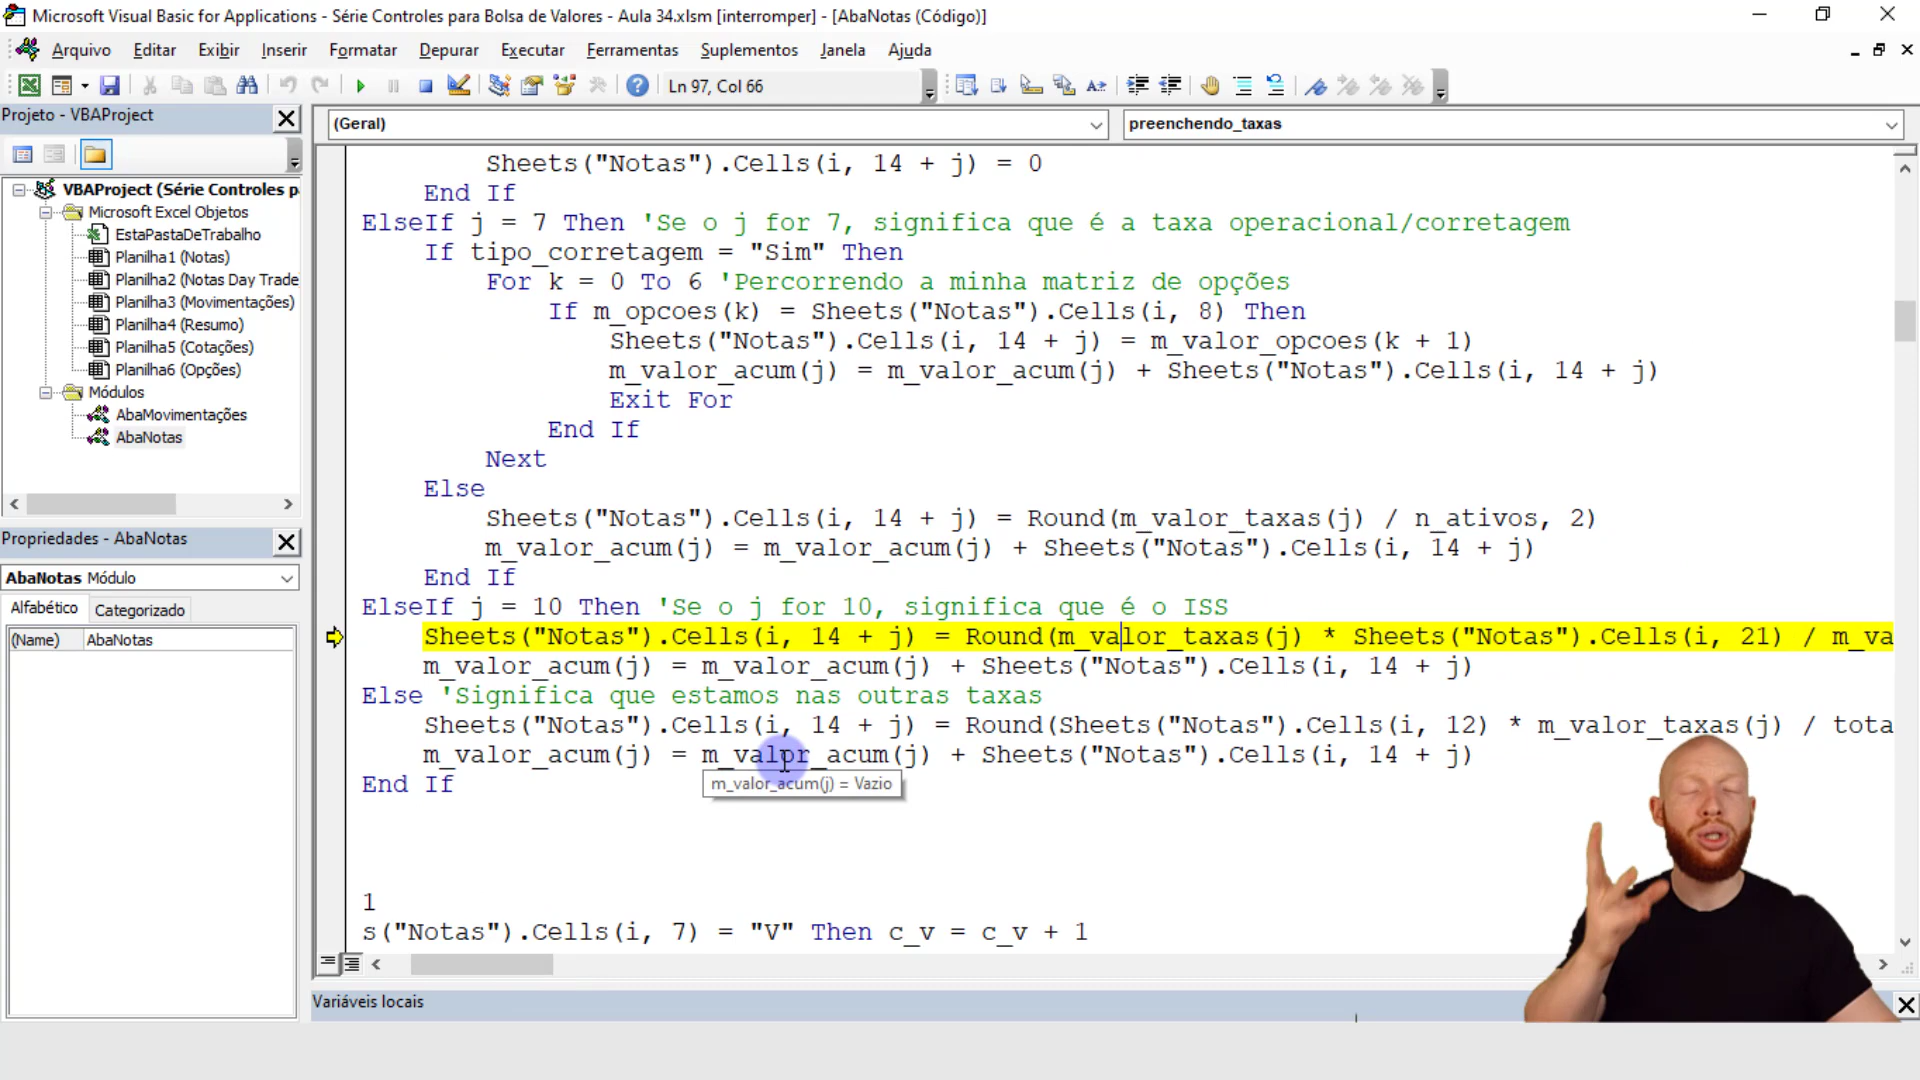 Microsoft Visual Basic for Applications - Série Controles para Bolsa de Valores - Aula 34.xlsm [interromper] - [AbaNotas (Código)]
Arquivo Editar Exibir Inserir Formatar Depurar Executar Ferramentas Suplementos Janela Ajuda
Ln 97, Col 66
Projeto - VBAProject
VBAProject (Série Controles p
Microsoft Excel Objetos
EstaPastaDeTrabalho
Planilha1 (Notas)
Planilha2 (Notas Day Trade
Planilha3 (Movimentações)
Planilha4 (Resumo)
Planilha5 (Cotações)
Planilha6 (Opções)
Módulos
AbaMovimentações
AbaNotas
Propriedades - AbaNotas
AbaNotas Módulo
Alfabético Categorizado
(Name) AbaNotas
(Geral) preenchendo_taxas
Sheets("Notas").Cells(i, 14 + j) = 0
End If
ElseIf j = 7 Then 'Se o j for 7, significa que é a taxa operacional/corretagem
If tipo_corretagem = "Sim" Then
For k = 0 To 6 'Percorrendo a minha matriz de opções
If m_opcoes(k) = Sheets("Notas").Cells(i, 8) Then
Sheets("Notas").Cells(i, 14 + j) = m_valor_opcoes(k + 1)
m_valor_acum(j) = m_valor_acum(j) + Sheets("Notas").Cells(i, 14 + j)
Exit For
End If
Next
Else
Sheets("Notas").Cells(i, 14 + j) = Round(m_valor_taxas(j) / n_ativos, 2)
m_valor_acum(j) = m_valor_acum(j) + Sheets("Notas").Cells(i, 14 + j)
End If
ElseIf j = 10 Then 'Se o j for 10, significa que é o ISS
Sheets("Notas").Cells(i, 14 + j) = Round(m_valor_taxas(j) * Sheets("Notas").Cells(i, 21) / m_va
m_valor_acum(j) = m_valor_acum(j) + Sheets("Notas").Cells(i, 14 + j)
Else 'Significa que estamos nas outras taxas
Sheets("Notas").Cells(i, 14 + j) = Round(Sheets("Notas").Cells(i, 12) * m_valor_taxas(j) / tota
m_valor_acum(j) = m_valor_acum(j) + Sheets("Notas").Cells(i, 14 + j)
m_valor_acum(j) = Vazio
End If
1
s("Notas").Cells(i, 7) = "V" Then c_v = c_v + 1
Variáveis locais